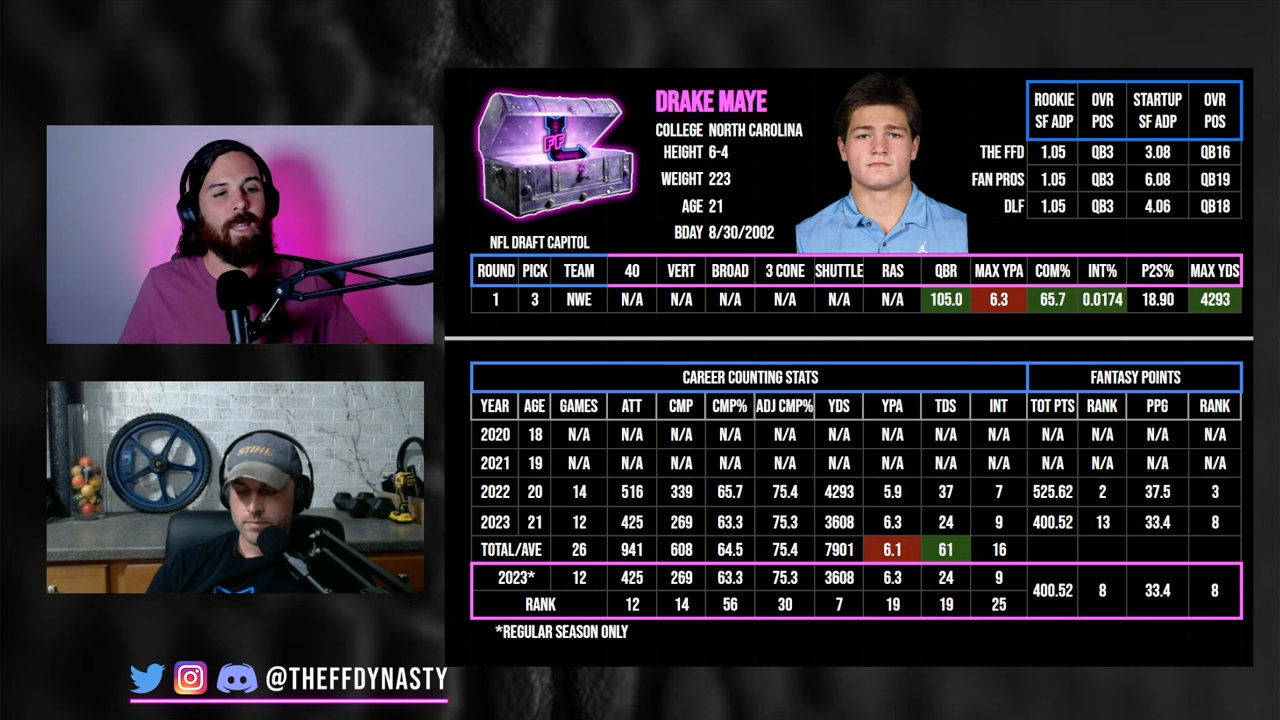 DRAKE MAYE
COLLEGE NORTH CAROLINA
HEIGHT 6-4
WEIGHT 223
AGE 21
BDAY 8/30/2002
FF
NFL DRAFT CAPITOL
ROOKIE SF ADP OVR POS STARTUP SF ADP OVR POS
THE FFD 1.05 QB3 3.08 QB16
FAN PROS 1.05 QB3 6.08 QB19
DLF 1.05 QB3 4.06 QB18
ROUND PICK TEAM 40 VERT BROAD 3 CONE SHUTTLE RAS QBR MAX YPA COM% INT% P2S% MAX YDS
1 3 NWE N/A N/A N/A N/A N/A N/A 105.0 6.3 65.7 0.0174 18.90 4293
CAREER COUNTING STATS FANTASY POINTS
YEAR AGE GAMES ATT CMP CMP% ADJ CMP% YDS YPA TDS INT TOT PTS RANK PPG RANK
2020 18 N/A N/A N/A N/A N/A N/A N/A N/A N/A N/A N/A N/A N/A
2021 19 N/A N/A N/A N/A N/A N/A N/A N/A N/A N/A N/A N/A N/A
2022 20 14 516 339 65.7 75.4 4293 5.9 37 7 525.62 2 37.5 3
2023 21 12 425 269 63.3 75.3 3608 6.3 24 9 400.52 13 33.4 8
TOTAL/AVE 26 941 608 64.5 75.4 7901 6.1 61 16
2023* 12 425 269 63.3 75.3 3608 6.3 24 9 400.52 8 33.4 8
RANK 12 14 56 30 7 19 19 25
*REGULAR SEASON ONLY
STIHL
@THEFFDYNASTY